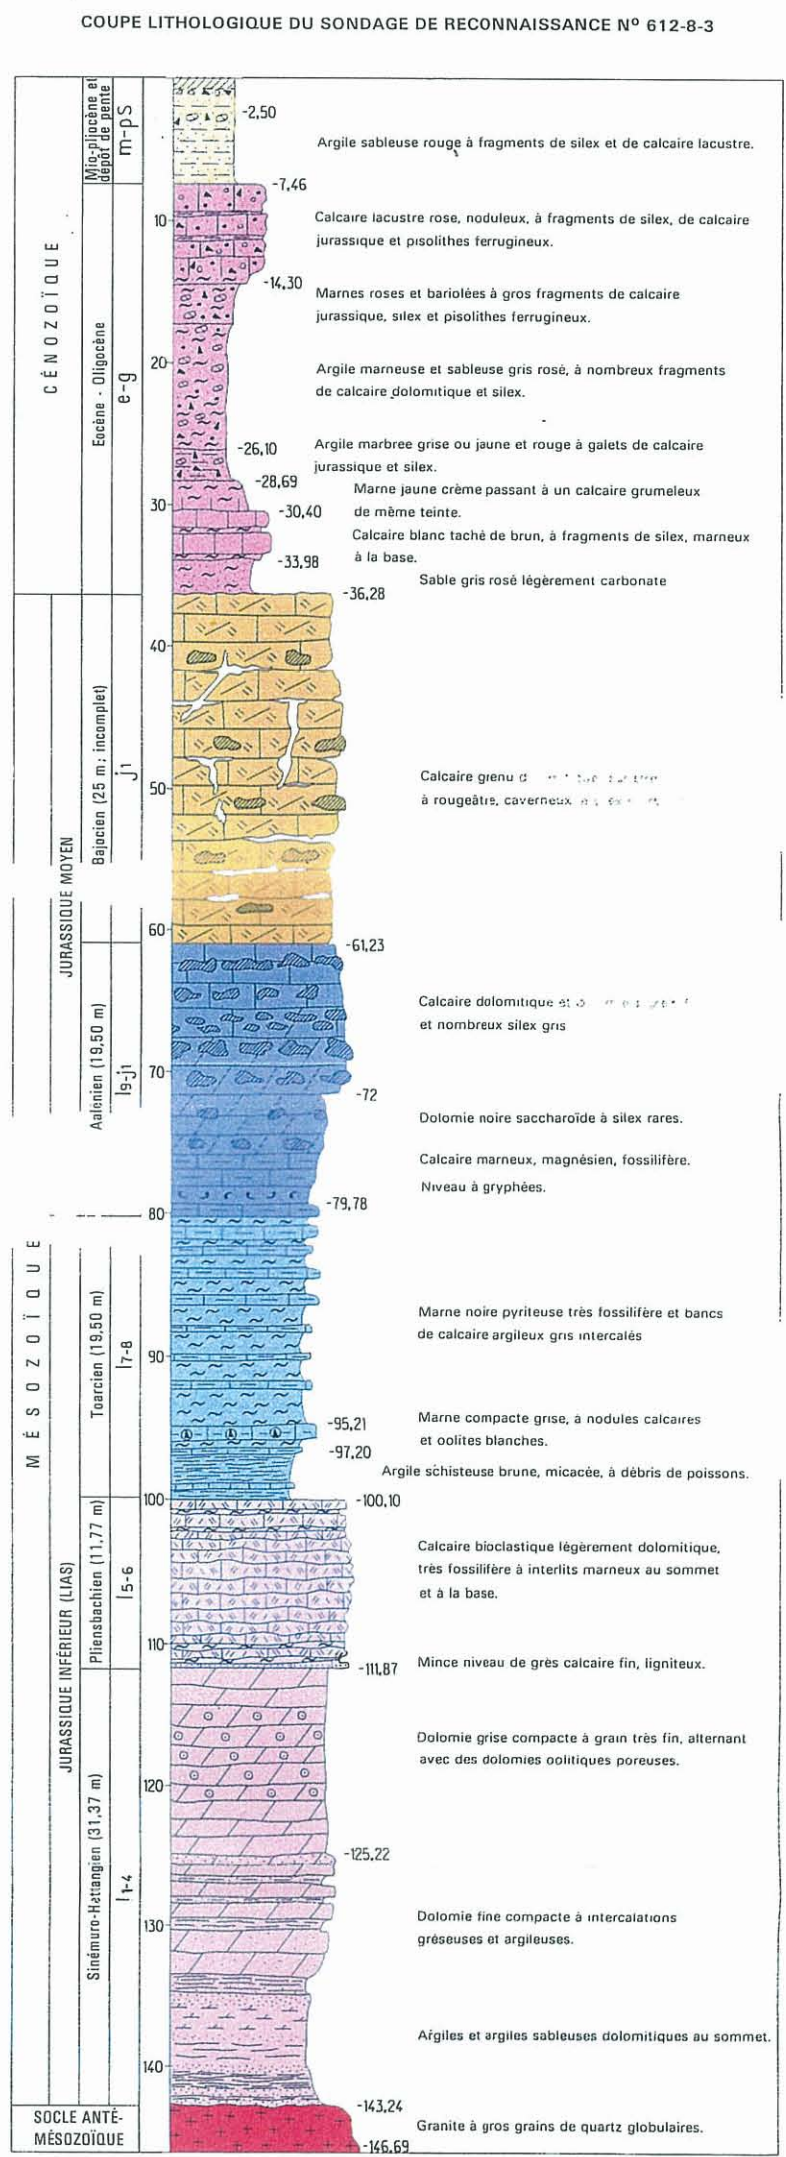 COUPE LITHOLOGIQUE DU SONDAGE DE RECONNAISSANCE Nº 612-8-3
CÉNOZOÏQUE
Mio-pliocène et
dépôt de pente
m-pS
Eocène - Oligocène
e-g
-2,50
Argile sableuse rouge à fragments de silex et de calcaire lacustre.
-7,46
10
Calcaire lacustre rose, noduleux, à fragments de silex, de calcaire
jurassique et pisolithes ferrugineux.
-14,30
Marnes roses et bariolées à gros fragments de calcaire
jurassique, silex et pisolithes ferrugineux.
20
Argile marneuse et sableuse gris rosé, à nombreux fragments
de calcaire dolomitique et silex.
-26,10
Argile marbree grise ou jaune et rouge à galets de calcaire
jurassique et silex.
-28,69
Marne jaune crème passant à un calcaire grumeleux
de même teinte.
30
-30,40
Calcaire blanc taché de brun, à fragments de silex, marneux
à la base.
-33,98
Sable gris rosé légèrement carbonate
-36,28
MÉSOZOÏQUE
JURASSIQUE MOYEN
Bajocien (25 m ; incomplet)
j1
40
50
Calcaire grenu
à rougeâtre, caverneux
60
-61,23
Aalénien (19,50 m)
l9-j1
Calcaire dolomitique et
et nombreux silex gris
70
-72
Dolomie noire saccharoïde à silex rares.
Calcaire marneux, magnésien, fossilifère.
Niveau à gryphées.
-79,78
80
JURASSIQUE INFÉRIEUR (LIAS)
Toarcien (19,50 m)
l7-8
Marne noire pyriteuse très fossilifère et bancs
de calcaire argileux gris intercalés
90
-95,21
Marne compacte grise, à nodules calcaires
et oolites blanches.
-97,20
Argile schisteuse brune, micacée, à débris de poissons.
100
-100,10
Pliensbachien (11,77 m)
l5-6
Calcaire bioclastique légèrement dolomitique,
très fossilifère à interlits marneux au sommet
et à la base.
110
-111,87
Mince niveau de grès calcaire fin, ligniteux.
Sinémuro-Hettangien (31,37 m)
l1-4
Dolomie grise compacte à grain très fin, alternant
avec des dolomies oolitiques poreuses.
120
-125,22
Dolomie fine compacte à intercalations
gréseuses et argileuses.
130
Argiles et argiles sableuses dolomitiques au sommet.
140
-143,24
SOCLE ANTÉ-
MÉSOZOÏQUE
Granite à gros grains de quartz globulaires.
-146,69